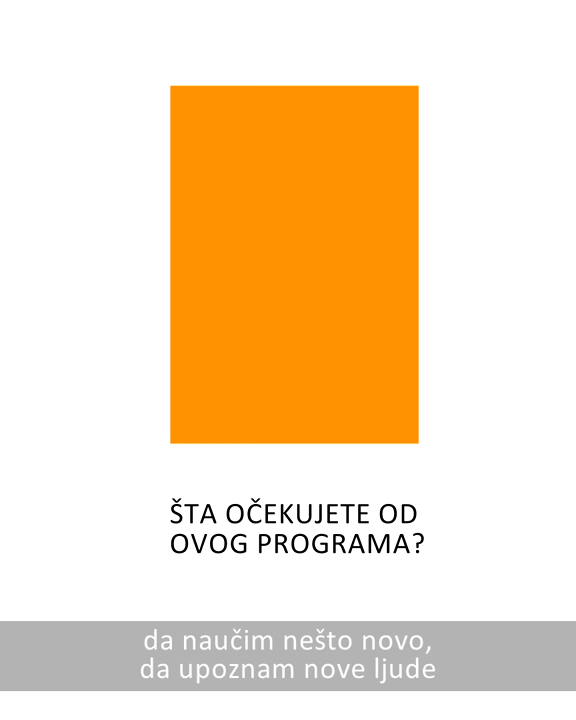 ŠTA OČEKUJETE OD
OVOG PROGRAMA?
da naučim nešto novo,
da upoznam nove ljude